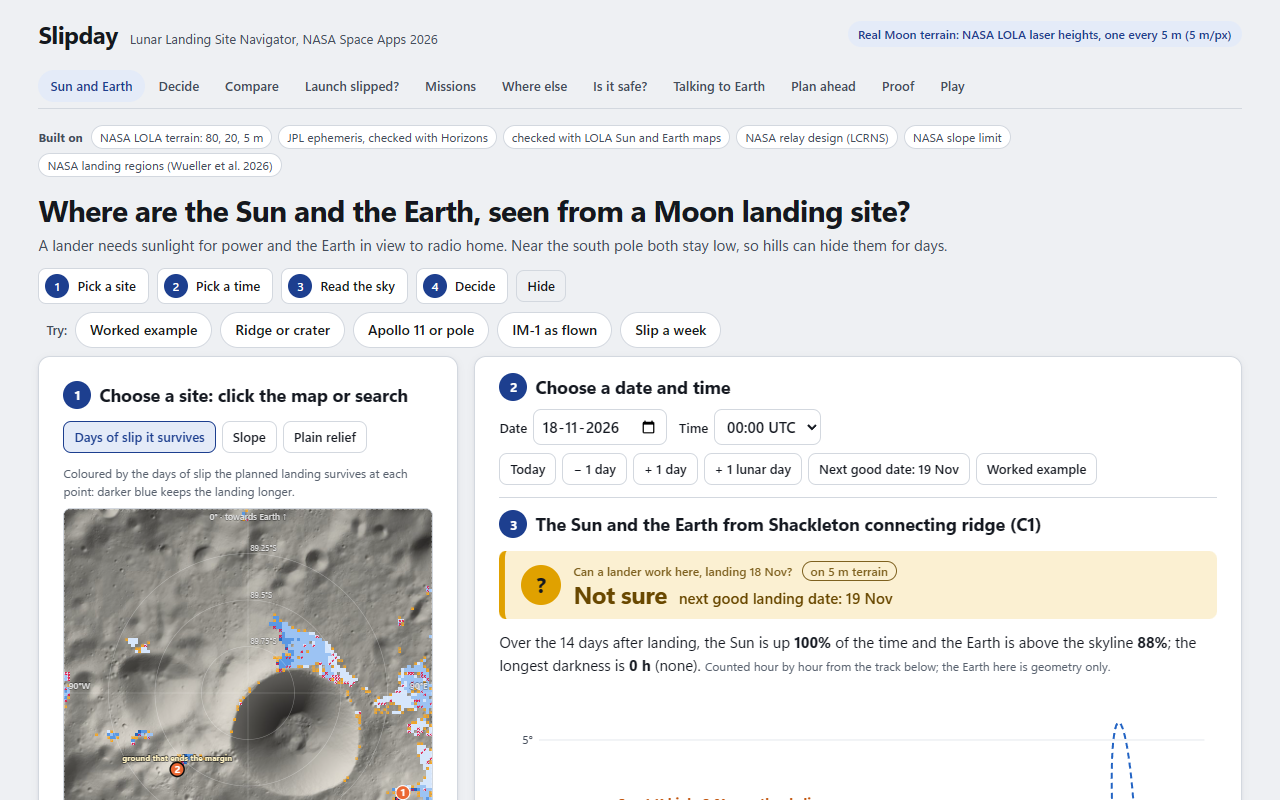 Slipday Lunar Landing Site Navigator, NASA Space Apps 2026
Real Moon terrain: NASA LOLA laser heights, one every 5 m (5 m/px)
Sun and Earth Decide Compare Launch slipped? Missions Where else Is it safe? Talking to Earth Plan ahead Proof Play
Built on NASA LOLA terrain: 80, 20, 5 m JPL ephemeris, checked with Horizons checked with LOLA Sun and Earth maps NASA relay design (LCRNS) NASA slope limit
NASA landing regions (Wueller et al. 2026)
Where are the Sun and the Earth, seen from a Moon landing site?
A lander needs sunlight for power and the Earth in view to radio home. Near the south pole both stay low, so hills can hide them for days.
1 Pick a site 2 Pick a time 3 Read the sky 4 Decide Hide
Try: Worked example Ridge or crater Apollo 11 or pole IM-1 as flown Slip a week
1 Choose a site: click the map or search
Days of slip it survives Slope Plain relief
Coloured by the days of slip the planned landing survives at each
point: darker blue keeps the landing longer.
0° · towards Earth ↑
89.25°S
89.5°S
89.75°S
90°W
90°E
ground that ends the margin
2
1
2 Choose a date and time
Date 18-11-2026 Time 00:00 UTC
Today − 1 day + 1 day + 1 lunar day Next good date: 19 Nov Worked example
3 The Sun and the Earth from Shackleton connecting ridge (C1)
? Can a lander work here, landing 18 Nov? on 5 m terrain
Not sure next good landing date: 19 Nov
Over the 14 days after landing, the Sun is up 100% of the time and the Earth is above the skyline 88%; the
longest darkness is 0 h (none). Counted hour by hour from the track below; the Earth here is geometry only.
5°